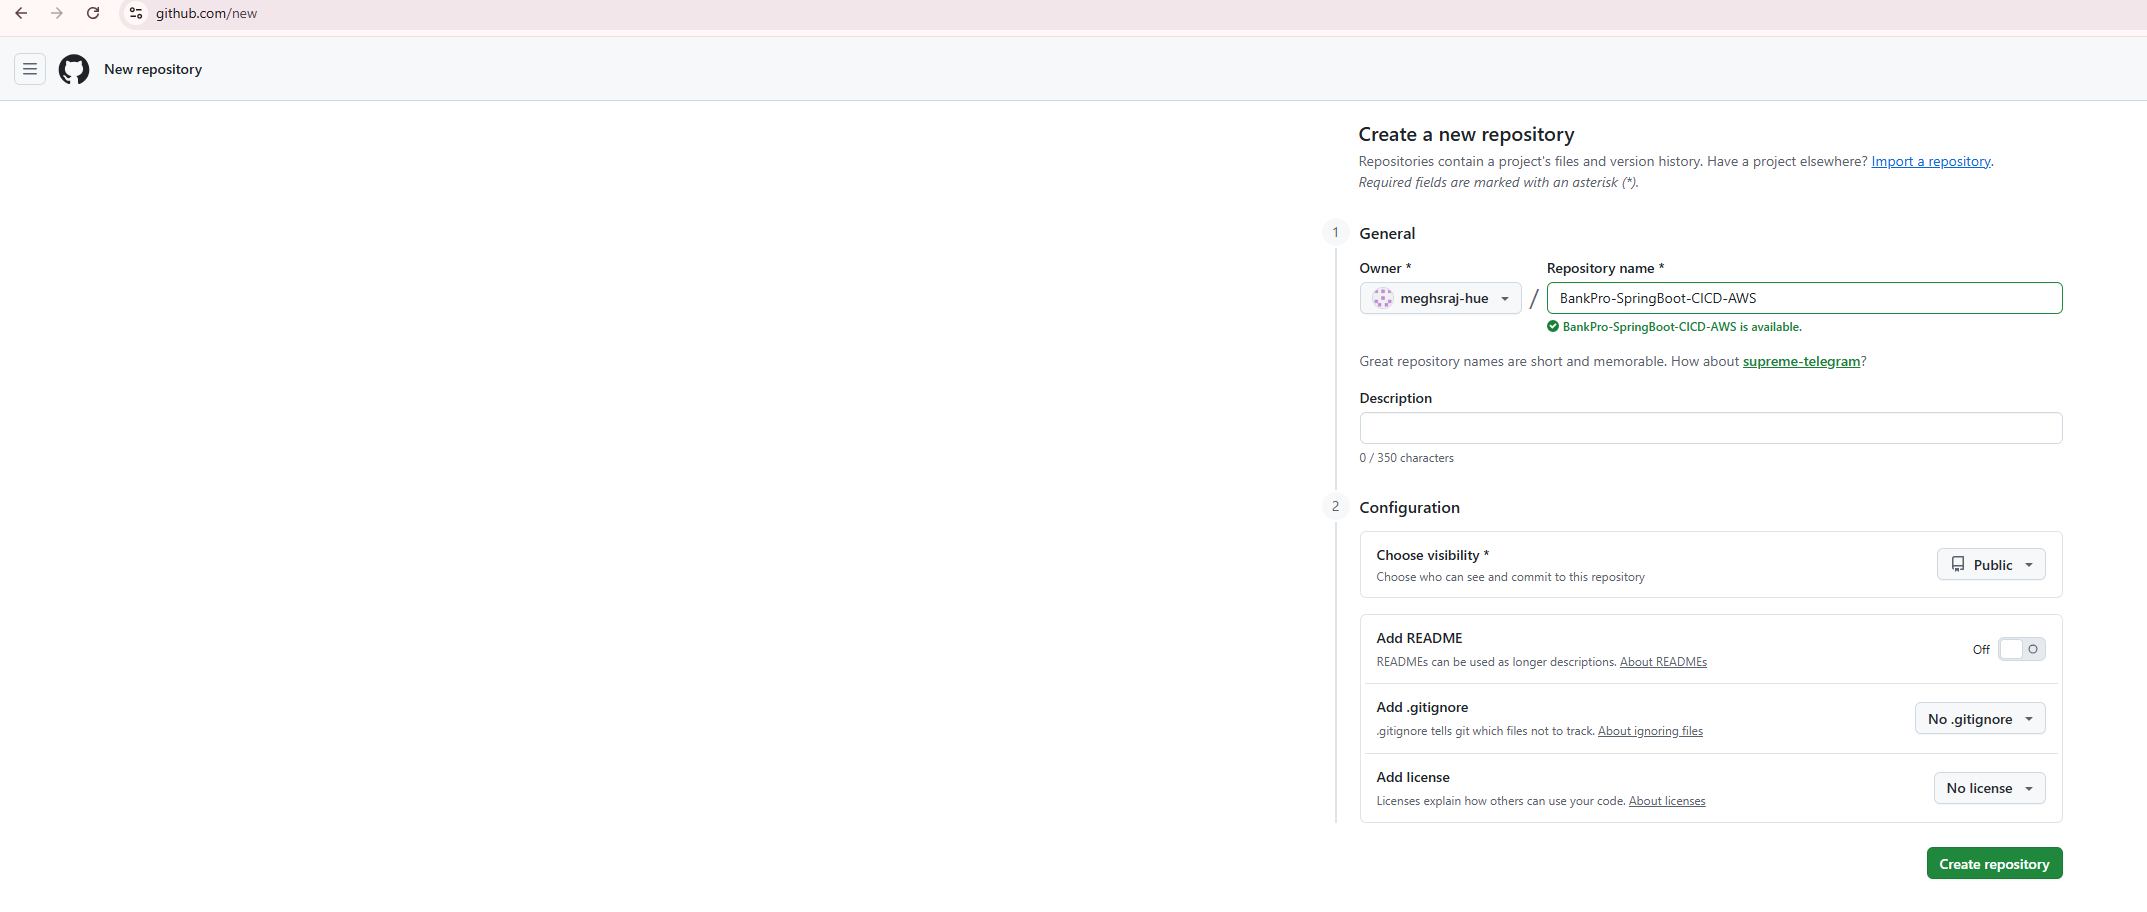 github.com/new
New repository
Create a new repository
Repositories contain a project's files and version history. Have a project elsewhere? Import a repository.
Required fields are marked with an asterisk (*).
1
General
Owner *
Repository name *
meghsraj-hue
/
BankPro-SpringBoot-CICD-AWS
BankPro-SpringBoot-CICD-AWS is available.
Great repository names are short and memorable. How about supreme-telegram?
Description
0 / 350 characters
2
Configuration
Choose visibility *
Choose who can see and commit to this repository
Public
Add README
READMEs can be used as longer descriptions. About READMEs
Off
Add .gitignore
.gitignore tells git which files not to track. About ignoring files
No .gitignore
Add license
Licenses explain how others can use your code. About licenses
No license
Create repository